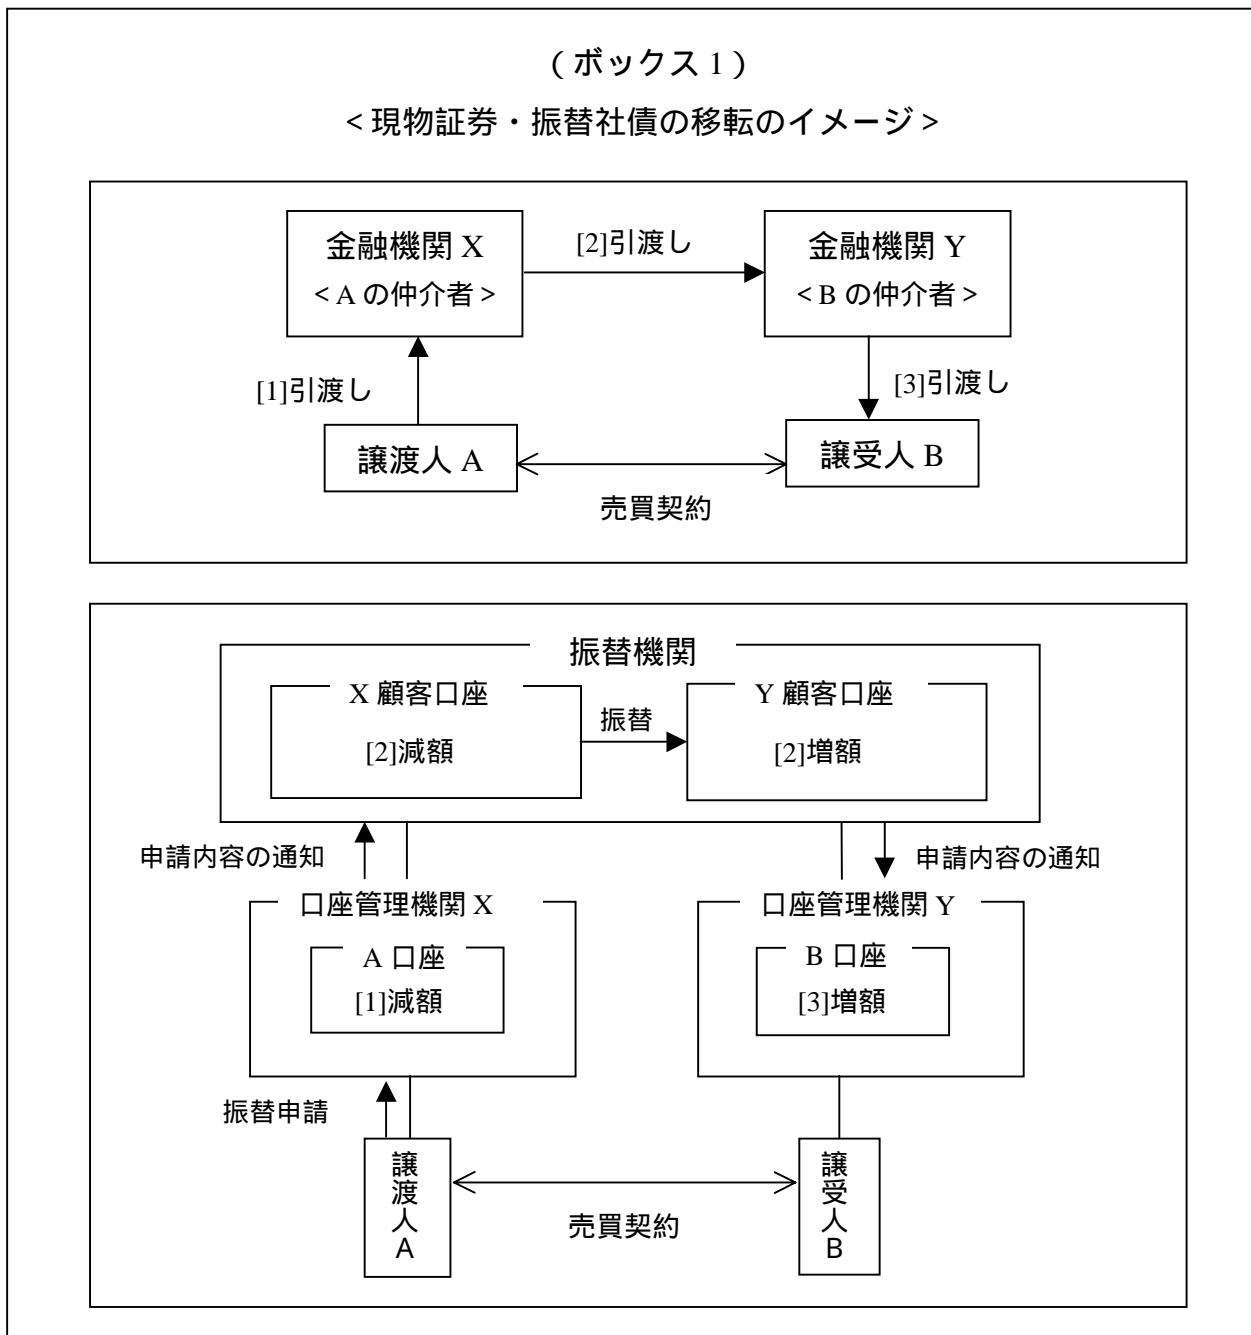 （ボックス1）
<現物証券・振替社債の移転のイメージ>
金融機関 X
<A の仲介者>
[2]引渡し
金融機関 Y
<B の仲介者>
[1]引渡し
[3]引渡し
譲渡人 A
譲受人 B
売買契約
振替機関
X 顧客口座
[2]減額
振替
Y 顧客口座
[2]増額
申請内容の通知
申請内容の通知
口座管理機関 X
A 口座
[1]減額
口座管理機関 Y
B 口座
[3]増額
振替申請
譲渡人A
売買契約
譲受人B